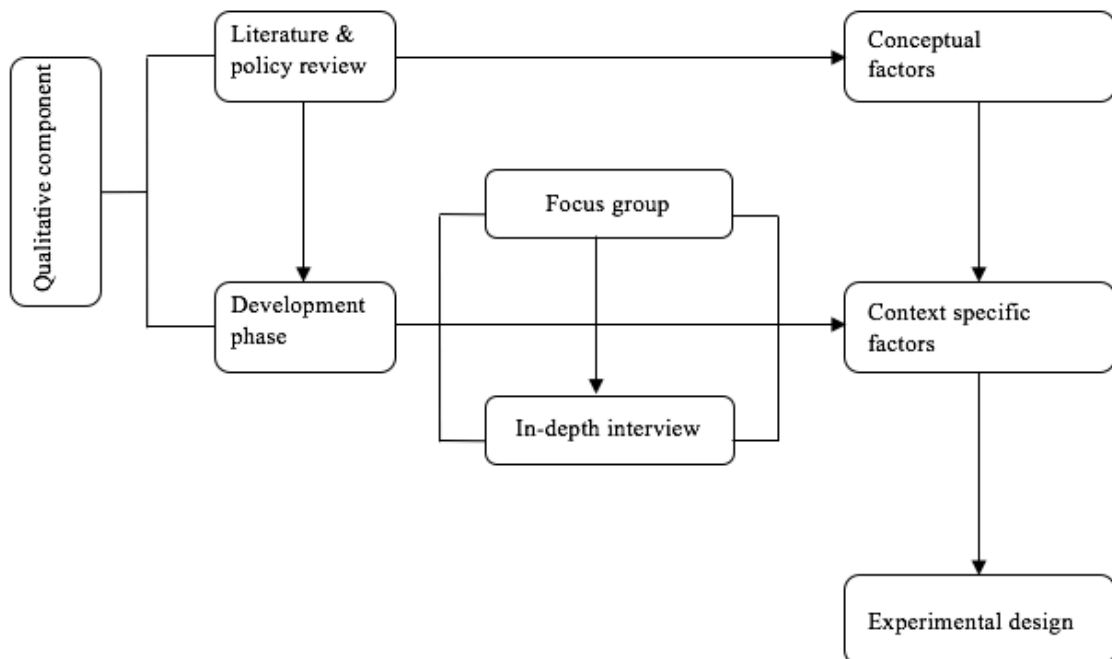 Qualitative component
Literature &
policy review
Conceptual
factors
Focus group
Development
phase
Context specific
factors
In-depth interview
Experimental design